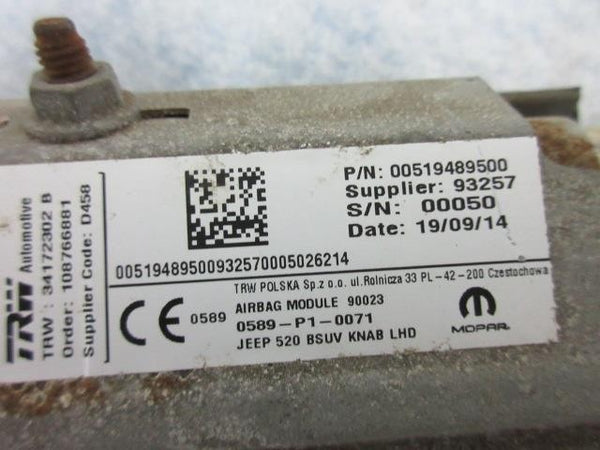 TRW Automotive
TRW : 34172302 B
Order: 108766881
Supplier Code: D458
P/N: 00519489500
Supplier: 93257
S/N: 00050
Date: 19/09/14
00519489500932570005026214
TRW POLSKA Sp.z o.o. ul.Rolnicza 33 PL-42-200 Czestochowa
CE 0589
AIRBAG MODULE 90023
0589-P1-0071
JEEP 520 BSUV KNAB LHD
MOPAR